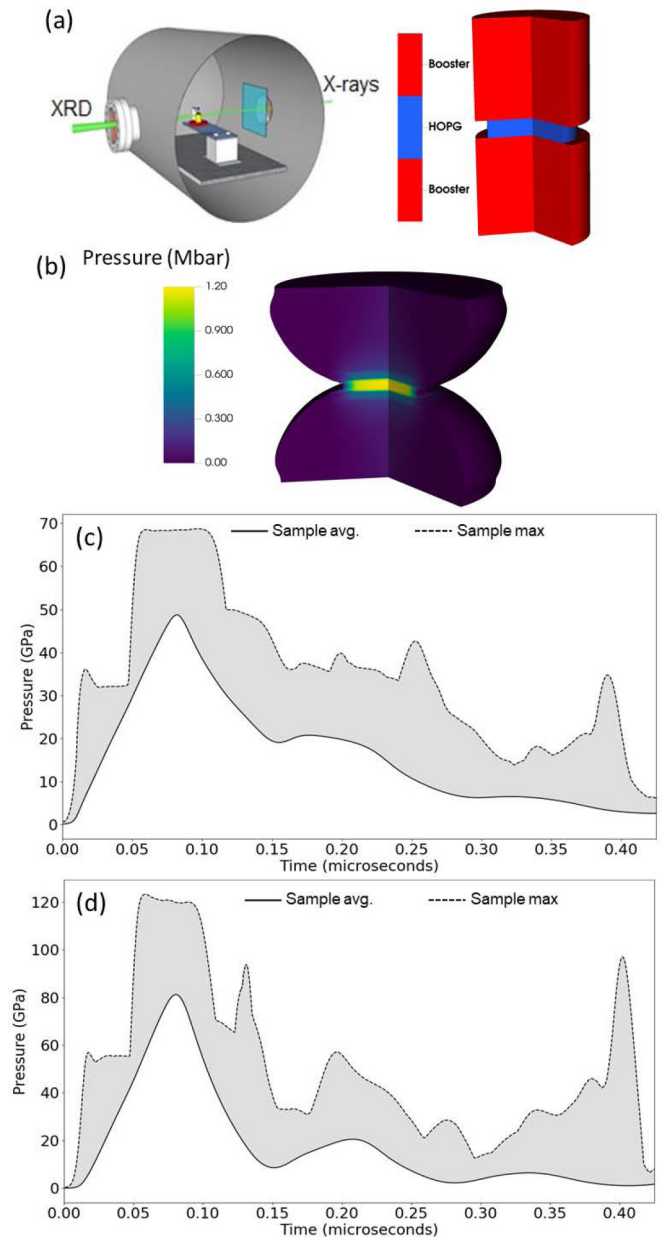 (a)
XRD
X-rays
Booster
HOPG
Booster
(b)
Pressure (Mbar)
1.20
0.900
0.600
0.300
0.00
(c)
Sample avg.
Sample max
70
60
50
40
30
20
10
0
Pressure (GPa)
0.00 0.05 0.10 0.15 0.20 0.25 0.30 0.35 0.40
Time (microseconds)
(d)
Sample avg.
Sample max
120
100
80
60
40
20
0
Pressure (GPa)
0.00 0.05 0.10 0.15 0.20 0.25 0.30 0.35 0.40
Time (microseconds)